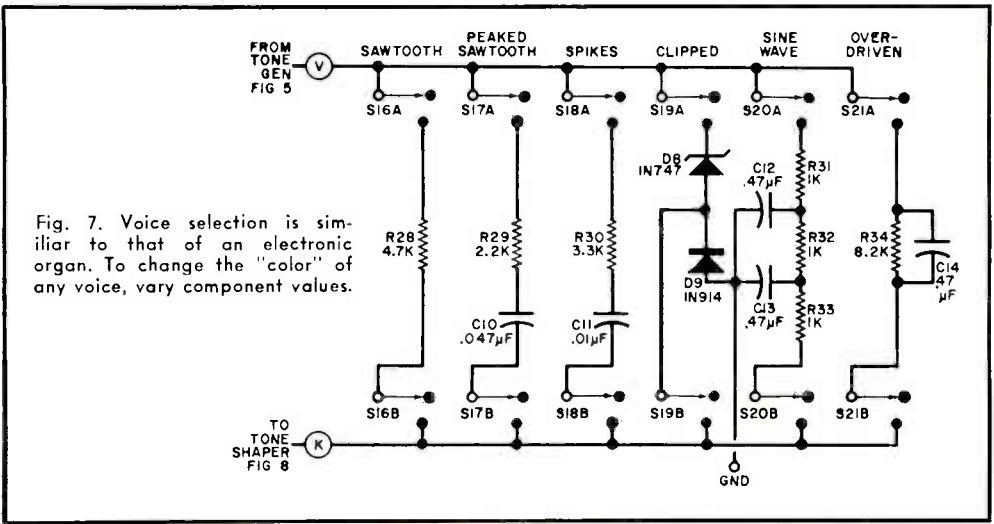 FROM
TONE
GEN
FIG 5
V
SAWTOOTH
PEAKED
SAWTOOTH
SPIKES
CLIPPED
SINE
WAVE
OVER-
DRIVEN
S16A
S17A
S18A
S19A
S20A
S21A
D8
IN747
C12
.47µF
R31
1K
Fig. 7. Voice selection is sim-
iliar to that of an electronic
organ. To change the "color" of
any voice, vary component values.
R28
4.7K
R29
2.2K
R30
3.3K
R32
1K
R34
8.2K
C14
.47
µF
D9
IN914
C13
.47µF
R33
1K
C10
.047µF
C11
.01µF
S16B
S17B
S18B
S19B
S20B
S21B
TO
TONE
SHAPER
FIG 8
K
GND